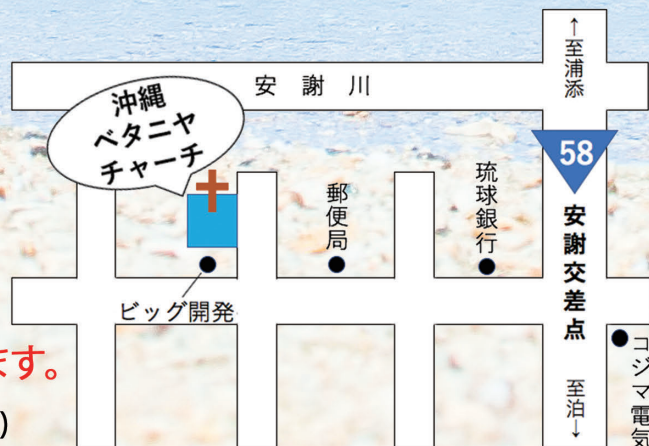 ↑至浦添
安謝川
沖縄
ベタニヤ
チャーチ
58
琉球銀行
郵便局
安謝交差点
ビッグ開発
コジマ電気
ます。
至泊↓
)